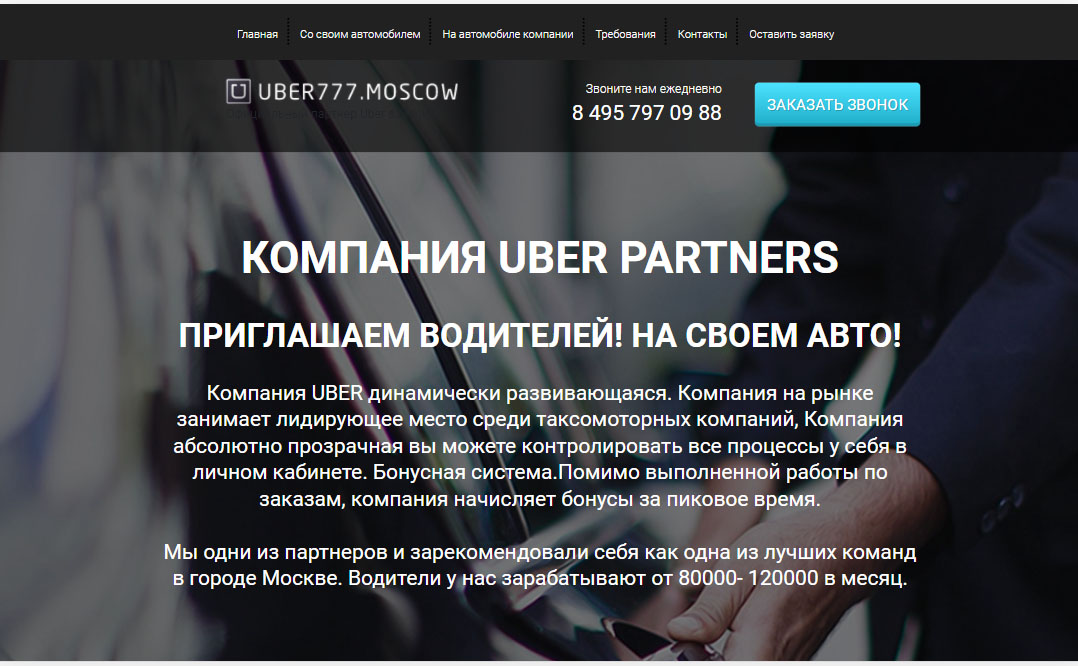 Главная Со своим автомобилем На автомобиле компании Требования Контакты Оставить заявку
UBER777.MOSCOW
Официальный партнер Uber
Звоните нам ежедневно
8 495 797 09 88
ЗАКАЗАТЬ ЗВОНОК
КОМПАНИЯ UBER PARTNERS
ПРИГЛАШАЕМ ВОДИТЕЛЕЙ! НА СВОЕМ АВТО!
Компания UBER динамически развивающаяся. Компания на рынке
занимает лидирующее место среди таксомоторных компаний, Компания
абсолютно прозрачная вы можете контролировать все процессы у себя в
личном кабинете. Бонусная система.Помимо выполненной работы по
заказам, компания начисляет бонусы за пиковое время.
Мы одни из партнеров и зарекомендовали себя как одна из лучших команд
в городе Москве. Водители у нас зарабатывают от 80000- 120000 в месяц.